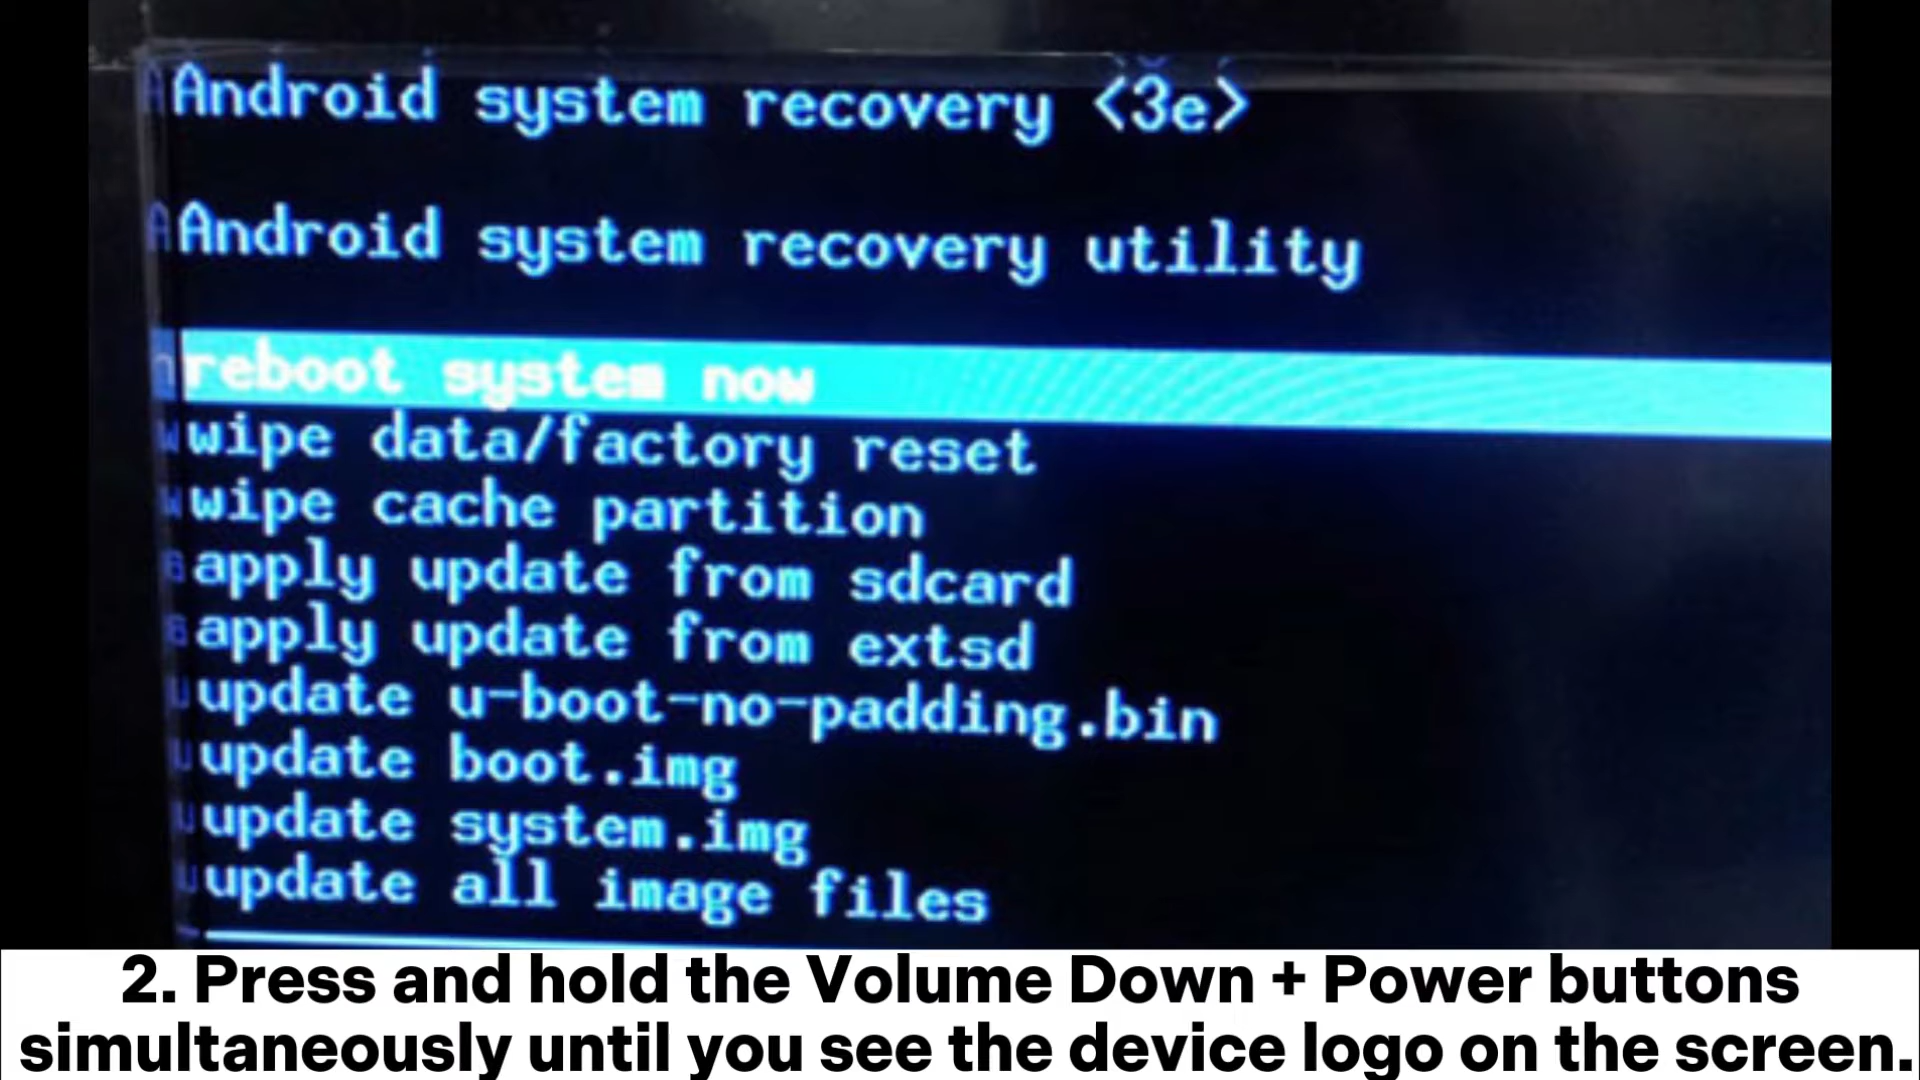 Android system recovery <3e>
Android system recovery utility
reboot system now
wipe data/factory reset
wipe cache partition
apply update from sdcard
apply update from extsd
update u-boot-no-padding.bin
update boot.img
update system.img
update all image files
2. Press and hold the Volume Down + Power buttons
simultaneously until you see the device logo on the screen.